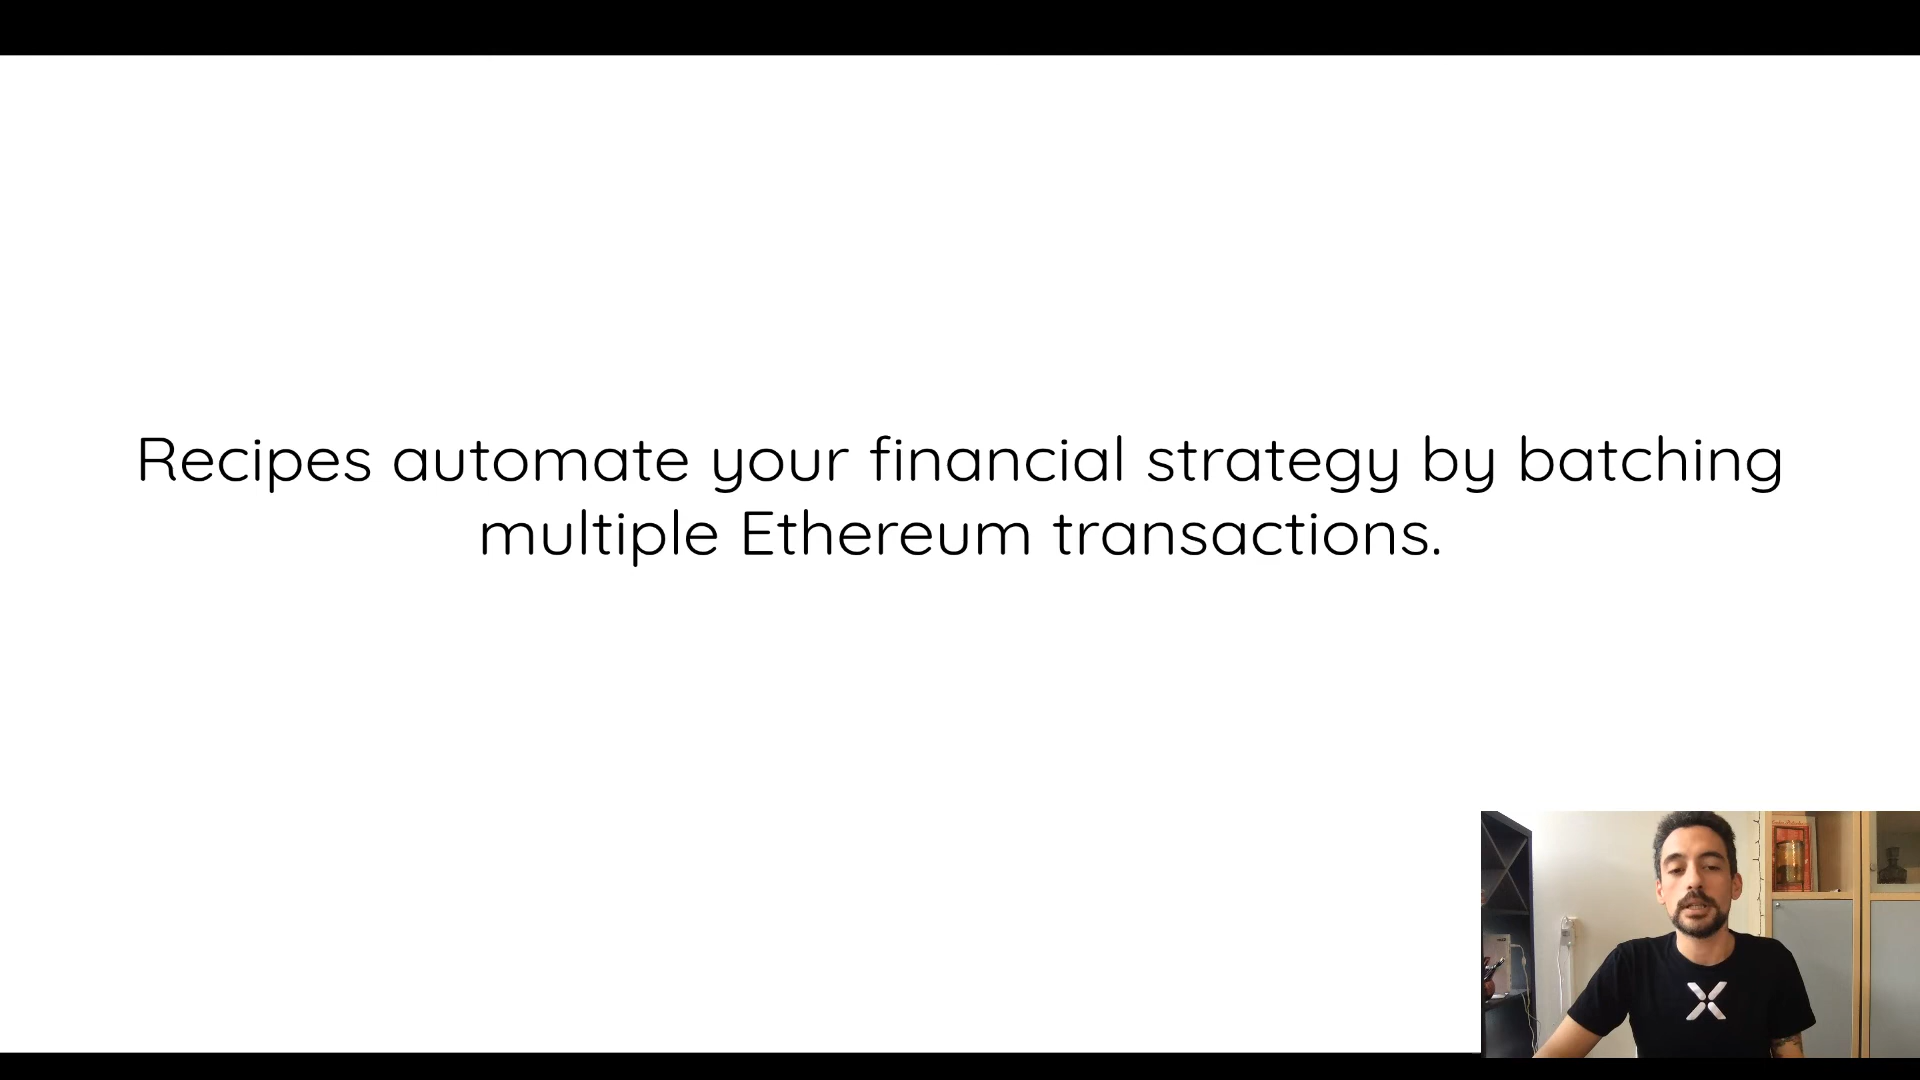 Recipes automate your financial strategy by batching
multiple Ethereum transactions.